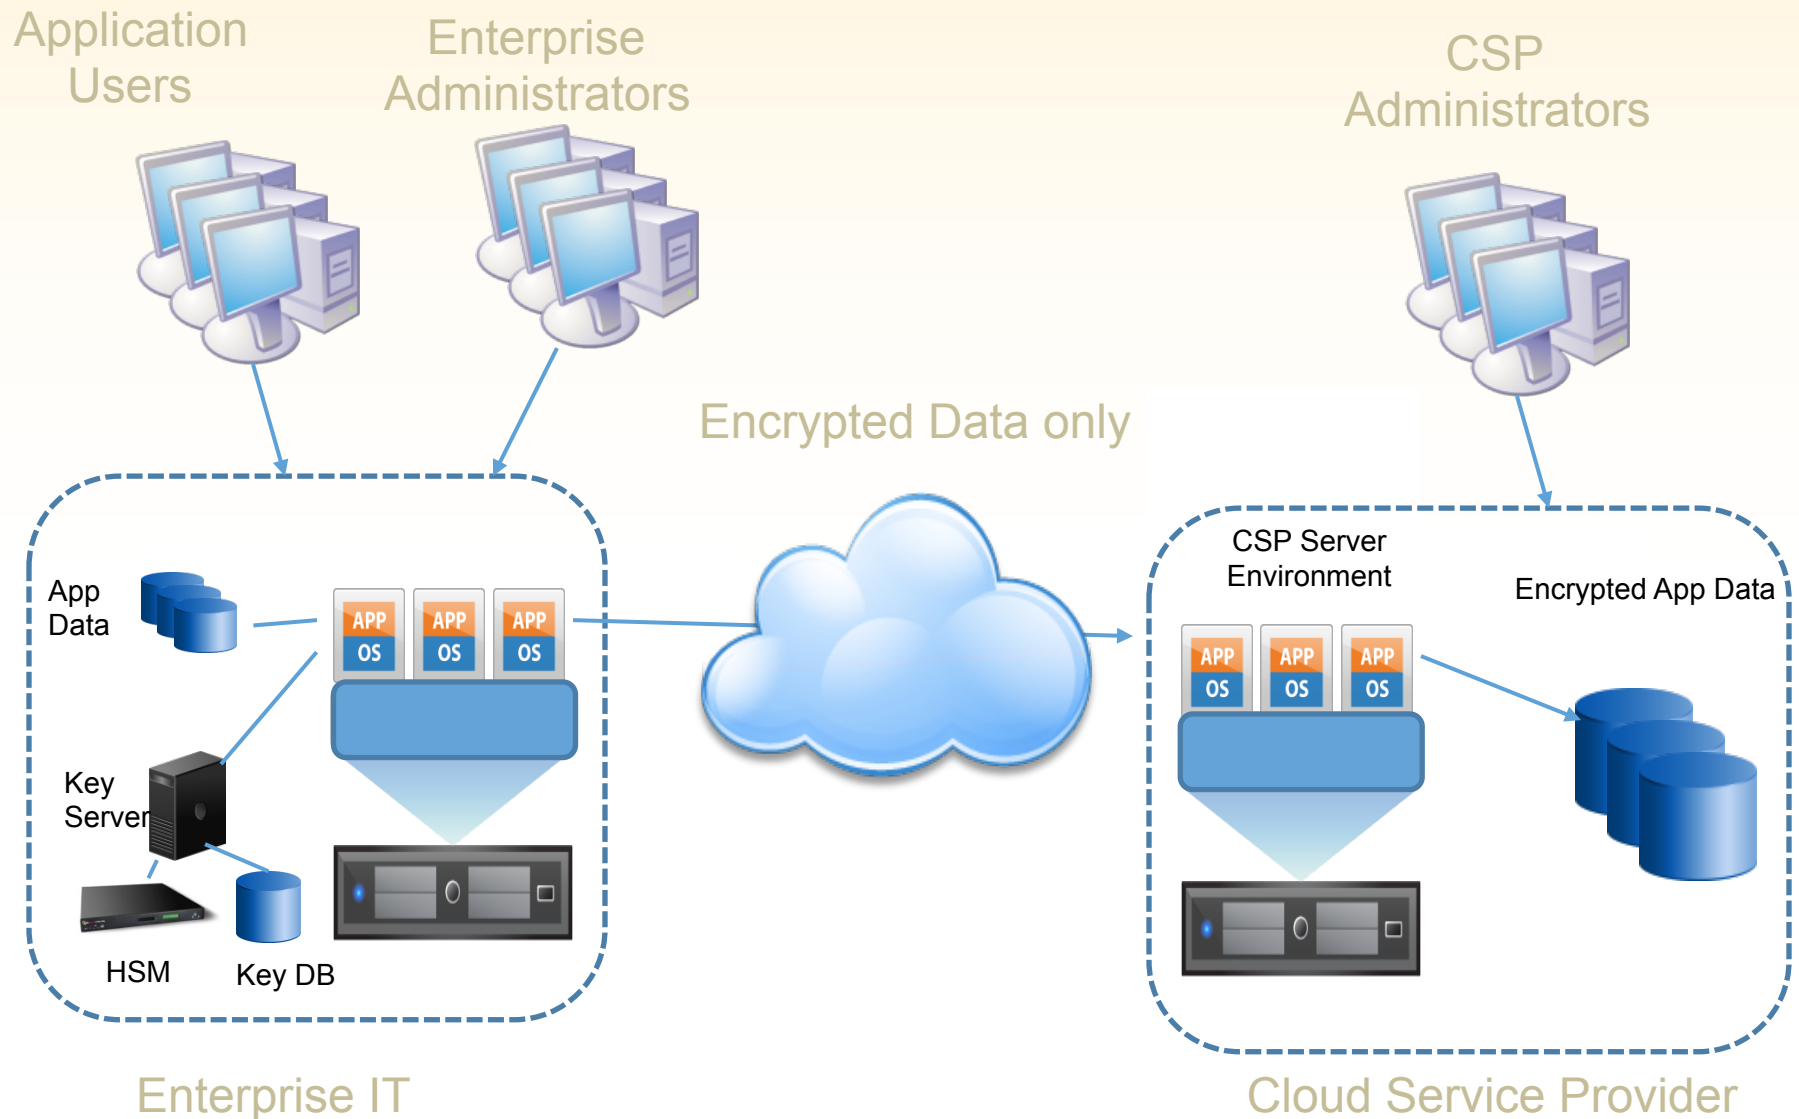 Application
Users
Enterprise
Administrators
CSP
Administrators
Encrypted Data only
App
Data
APP
OS
APP
OS
APP
OS
Key
Server
HSM
Key DB
CSP Server
Environment
Encrypted App Data
APP
OS
APP
OS
APP
OS
Enterprise IT
Cloud Service Provider